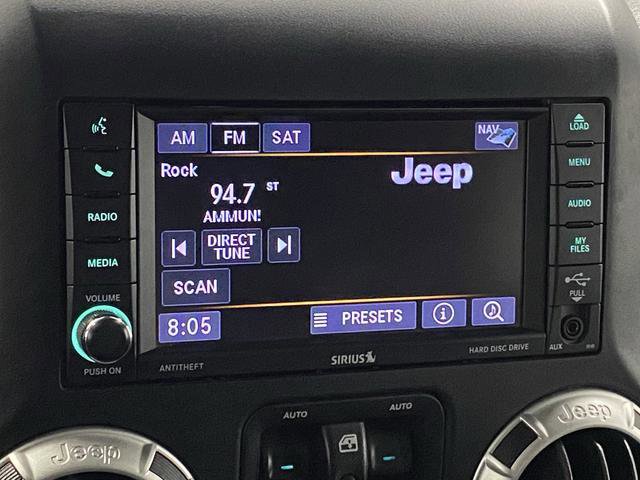 AM FM SAT NAV
LOAD
Rock
Jeep
MENU
94.7 ST
AMMUN!
RADIO
AUDIO
DIRECT
TUNE
MY
FILES
MEDIA
SCAN
PULL
VOLUME
8:05
PRESETS
PUSH ON
ANTITHEFT
SIRIUS
HARD DISC DRIVE
AUX
AUTO
AUTO
Jeep
Jeep